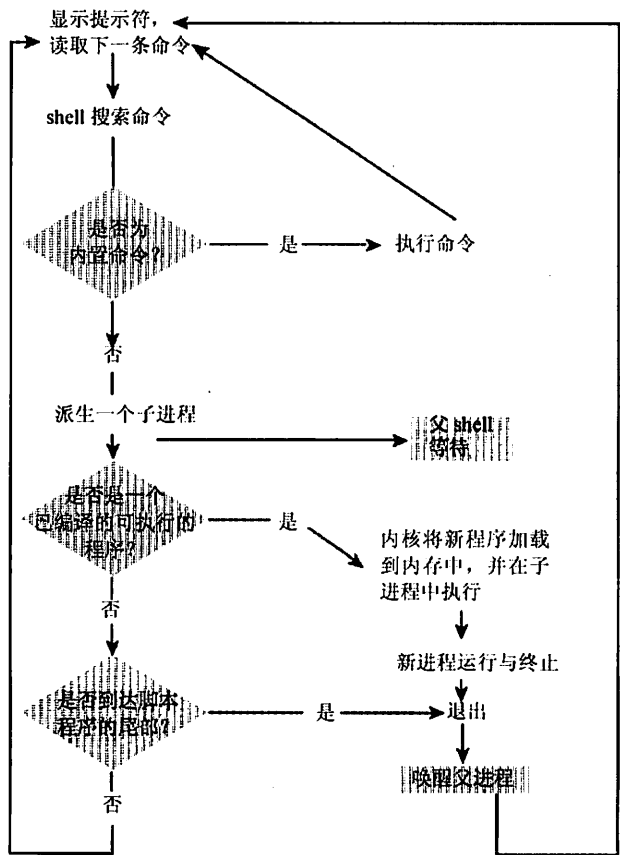 显示提示符，
读取下一条命令
shell 搜索命令
是否为
内置命令？
是
执行命令
否
派生一个子进程
父 shell
等待
是否是一个
已编译的可执行的
程序？
是
内核将新程序加载
到内存中，并在子
进程中执行
否
新进程运行与终止
是否到达脚本
程序的尾部？
是
退出
唤醒父进程
否